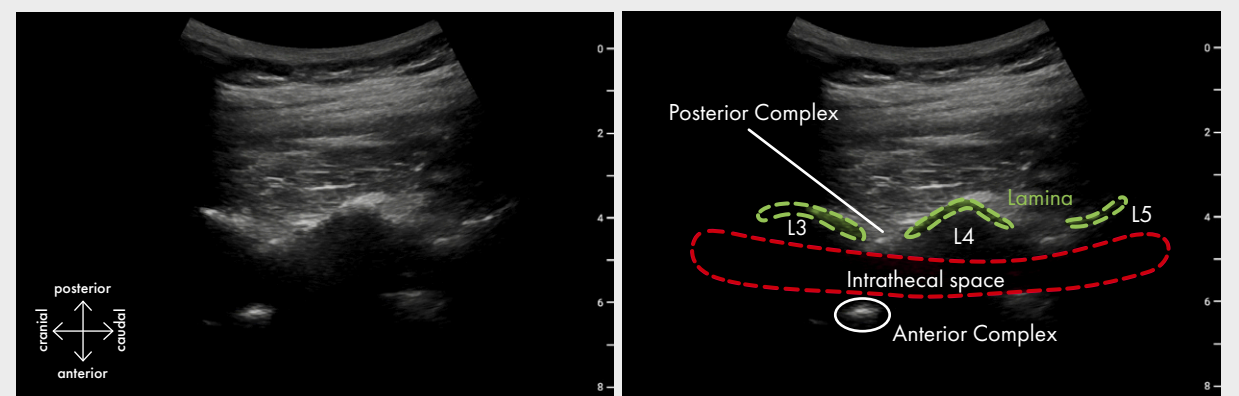 0
2
4
6
8
posterior
cranial
caudal
anterior
0
2
4
6
8
Posterior Complex
Lamina
L3
L4
L5
Intrathecal space
Anterior Complex